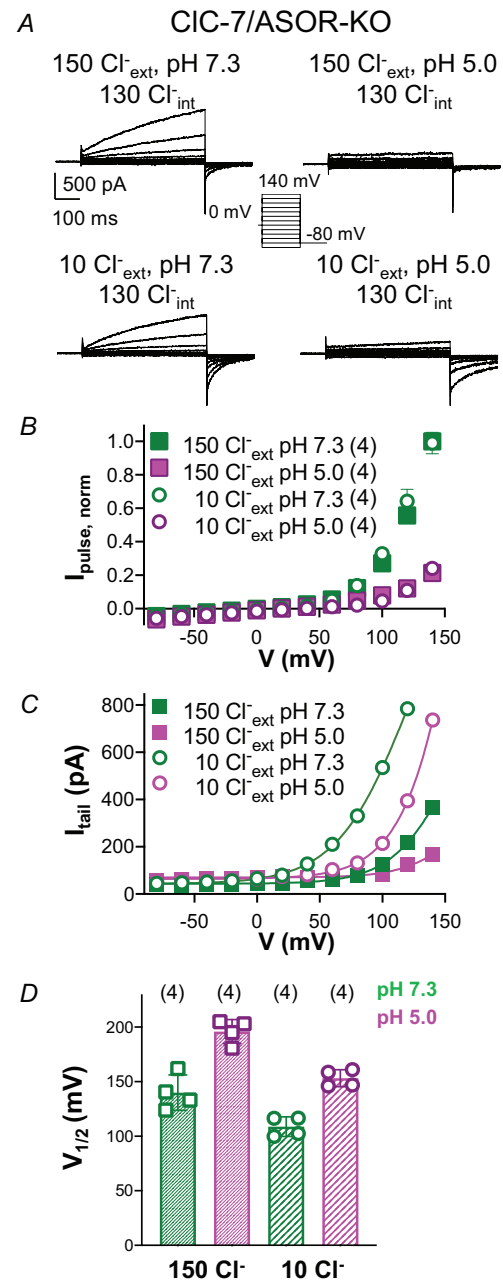 A
ClC-7/ASOR-KO
150 Cl⁻ext, pH 7.3
130 Cl⁻int
150 Cl⁻ext, pH 5.0
130 Cl⁻int
500 pA
100 ms
140 mV
0 mV
-80 mV
10 Cl⁻ext, pH 7.3
130 Cl⁻int
10 Cl⁻ext, pH 5.0
130 Cl⁻int
B
I pulse, norm
1.0
0.8
0.6
0.4
0.2
0.0
150 Cl⁻ext pH 7.3 (4)
150 Cl⁻ext pH 5.0 (4)
10 Cl⁻ext pH 7.3 (4)
10 Cl⁻ext pH 5.0 (4)
-50 0 50 100 150
V (mV)
C
I tail (pA)
800
600
400
200
0
150 Cl⁻ext pH 7.3
150 Cl⁻ext pH 5.0
10 Cl⁻ext pH 7.3
10 Cl⁻ext pH 5.0
-50 0 50 100 150
V (mV)
D
(4) (4) (4) (4)
pH 7.3
pH 5.0
V1/2 (mV)
200
150
100
50
0
150 Cl⁻ 10 Cl⁻